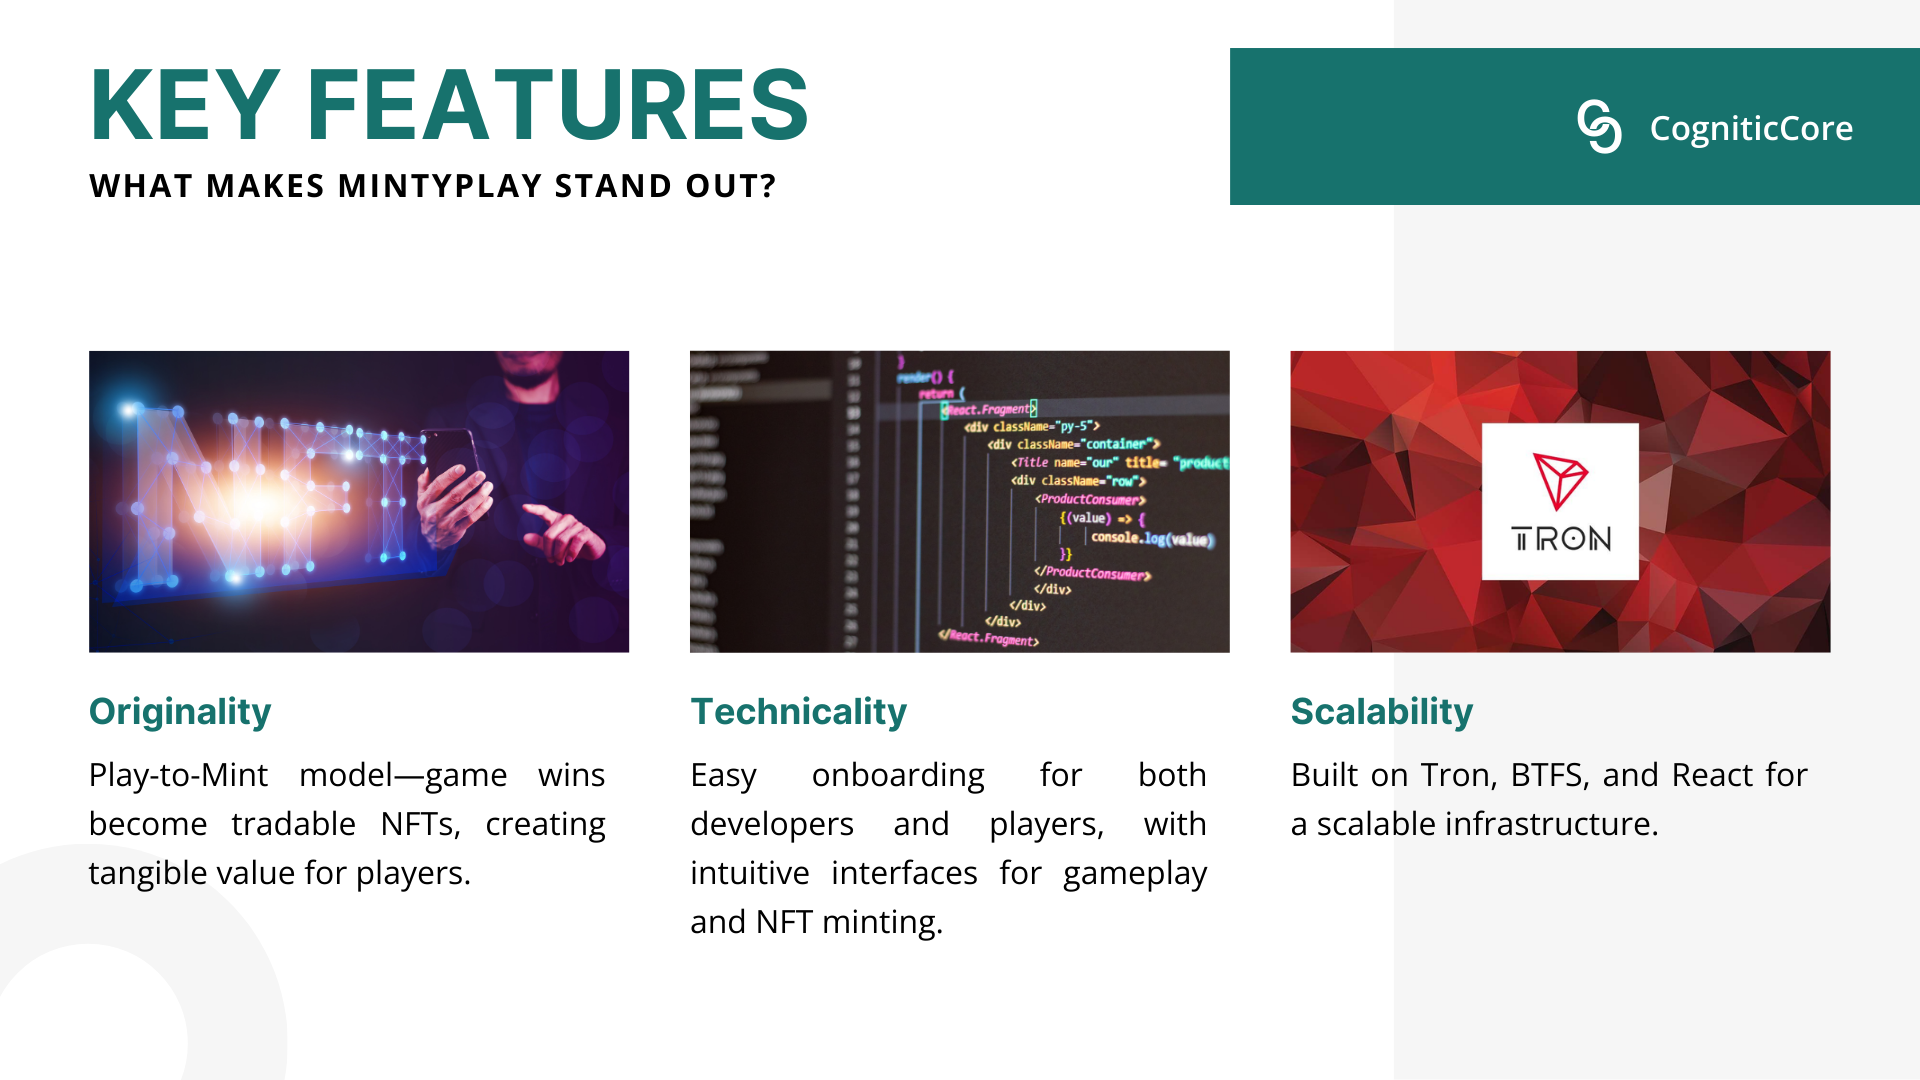 KEY FEATURES
WHAT MAKES MINTYPLAY STAND OUT?
CogniticCore
NFT
}
render() {
return (
<React.Fragment>
<div className="py-5">
<div className="container">
<Title name="our" title= "product
<div className="row">
<ProductConsumer>
{(value) => {
console.log(value)
}}
</ProductConsumer>
</div>
</div>
</div>
</React.Fragment>
TRON
Originality
Play-to-Mint model—game wins
become tradable NFTs, creating
tangible value for players.
Technicality
Easy onboarding for both
developers and players, with
intuitive interfaces for gameplay
and NFT minting.
Scalability
Built on Tron, BTFS, and React for
a scalable infrastructure.